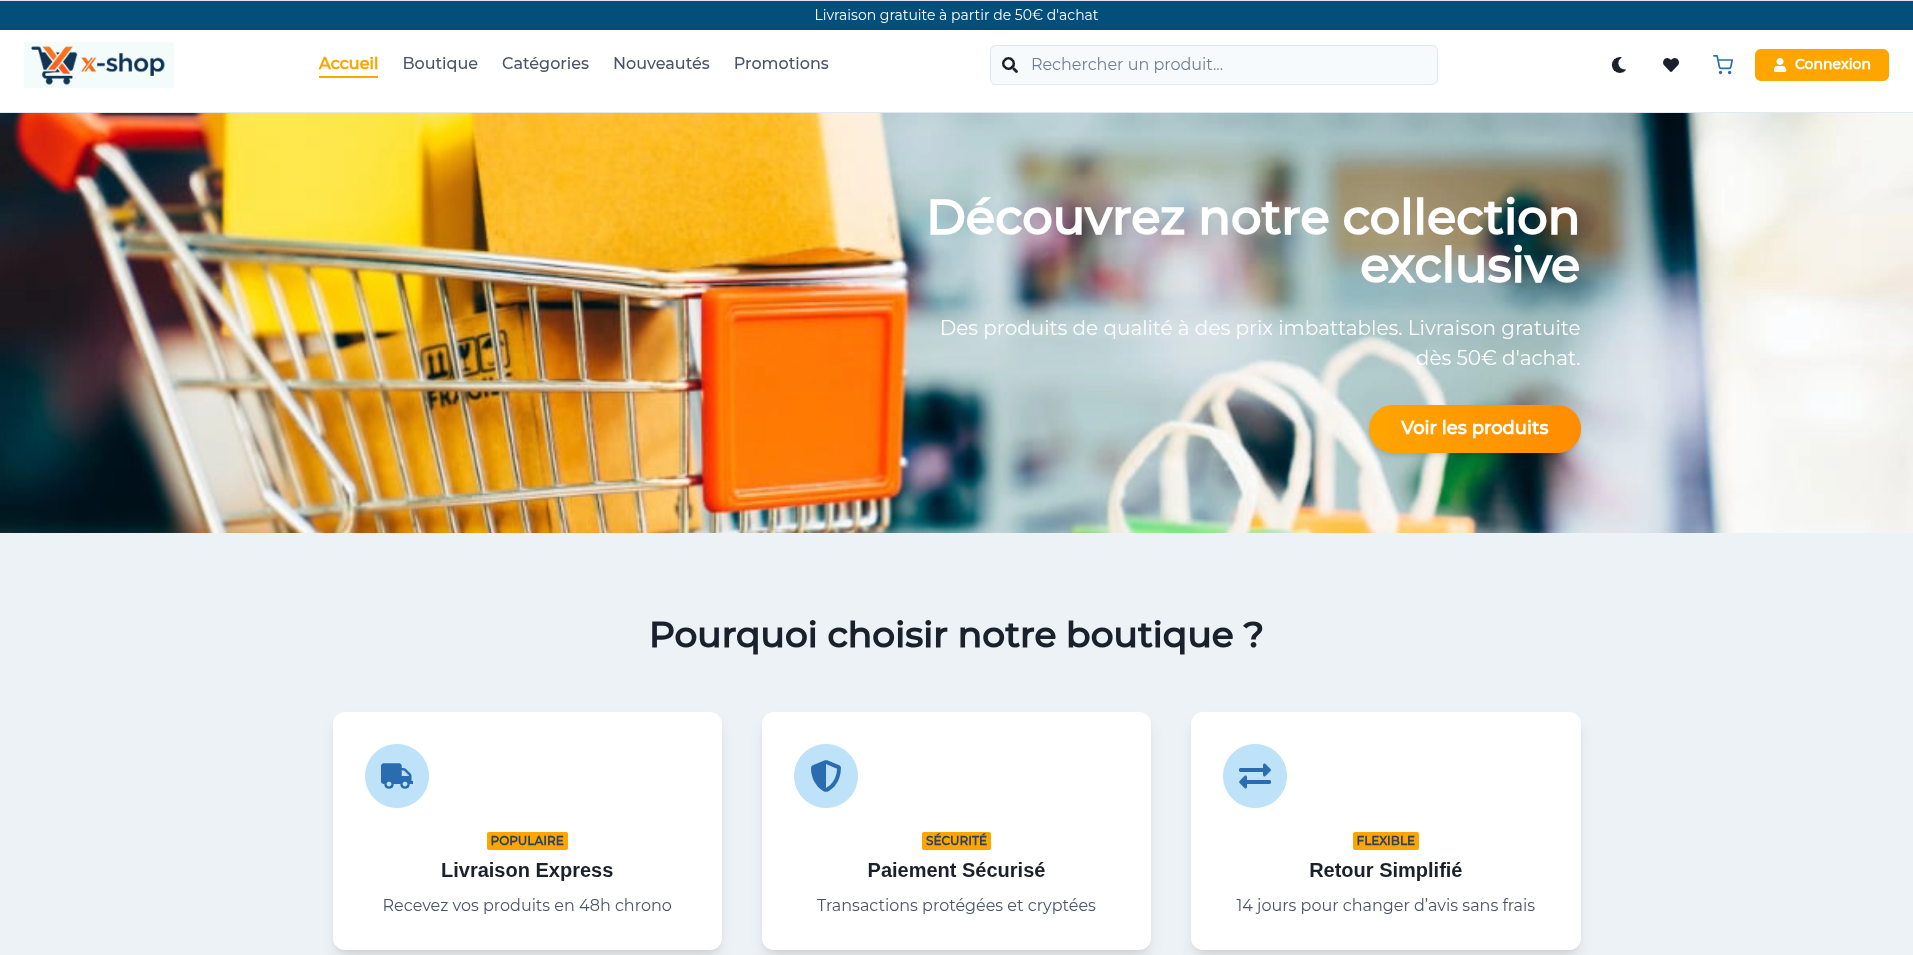 Livraison gratuite à partir de 50€ d'achat
x-shop
Accueil
Boutique
Catégories
Nouveautés
Promotions
Rechercher un produit...
Connexion
Découvrez notre collection
exclusive
Des produits de qualité à des prix imbattables. Livraison gratuite
dès 50€ d'achat.
FRAGILE
Voir les produits
Pourquoi choisir notre boutique ?
POPULAIRE
Livraison Express
Recevez vos produits en 48h chrono
SÉCURITÉ
Paiement Sécurisé
Transactions protégées et cryptées
FLEXIBLE
Retour Simplifié
14 jours pour changer d’avis sans frais